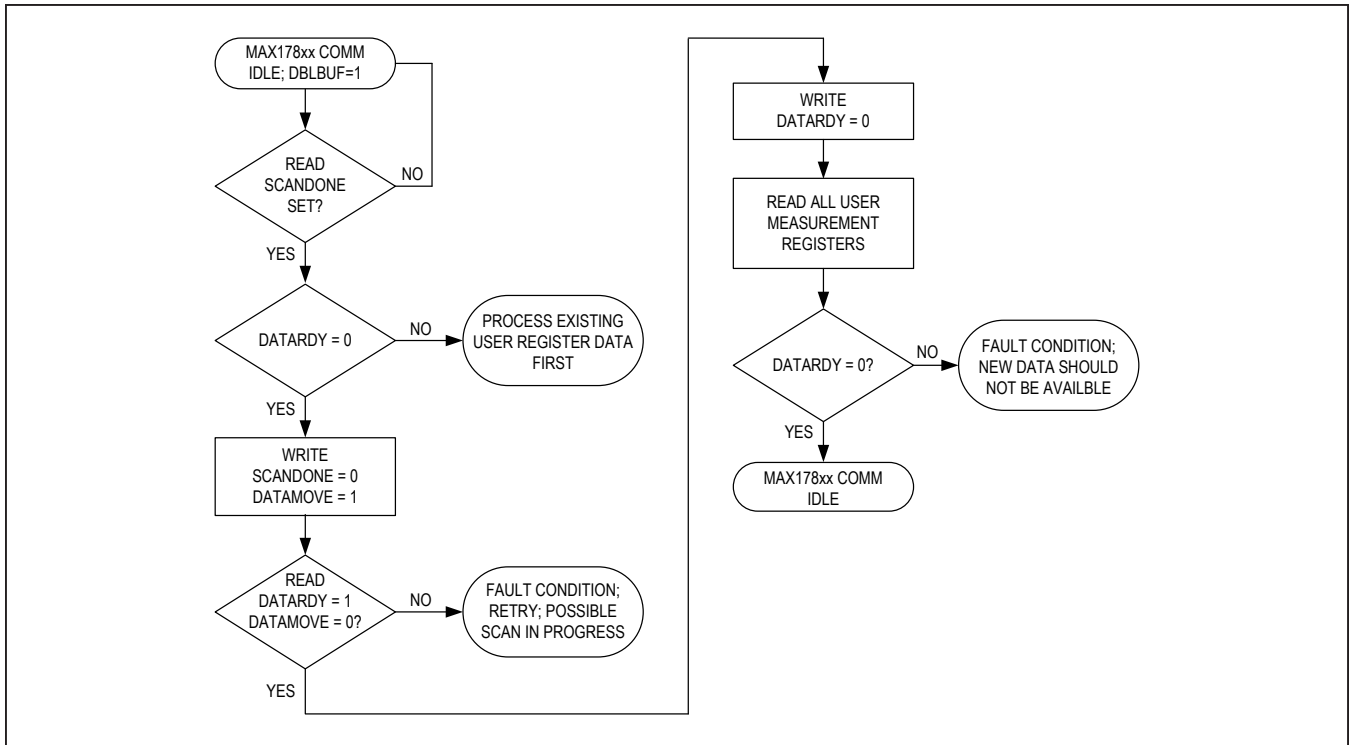 MAX178xx COMM
IDLE; DBLBUF=1
READ
SCANDONE
SET?
NO
YES
DATARDY = 0
NO
PROCESS EXISTING
USER REGISTER DATA
FIRST
YES
WRITE
SCANDONE = 0
DATAMOVE = 1
READ
DATARDY = 1
DATAMOVE = 0?
NO
FAULT CONDITION;
RETRY; POSSIBLE
SCAN IN PROGRESS
YES
WRITE
DATARDY = 0
READ ALL USER
MEASUREMENT
REGISTERS
DATARDY = 0?
NO
FAULT CONDITION;
NEW DATA SHOULD
NOT BE AVAILBLE
YES
MAX178xx COMM
IDLE